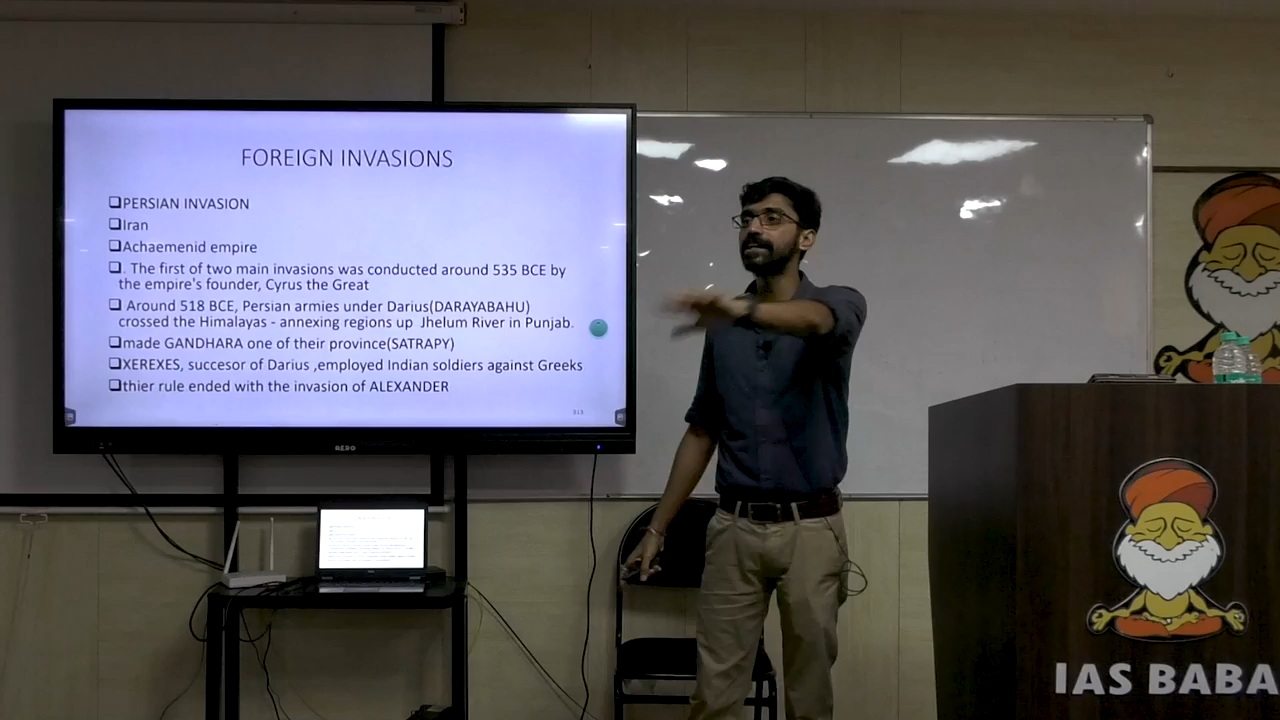 FOREIGN INVASIONS
❑PERSIAN INVASION
❑Iran
❑Achaemenid empire
❑. The first of two main invasions was conducted around 535 BCE by
the empire's founder, Cyrus the Great
❑ Around 518 BCE, Persian armies under Darius(DARAYABAHU)
crossed the Himalayas - annexing regions up Jhelum River in Punjab.
❑made GANDHARA one of their province(SATRAPY)
❑XEREXES, succesor of Darius ,employed Indian soldiers against Greeks
❑thier rule ended with the invasion of ALEXANDER
313
IAS BABA